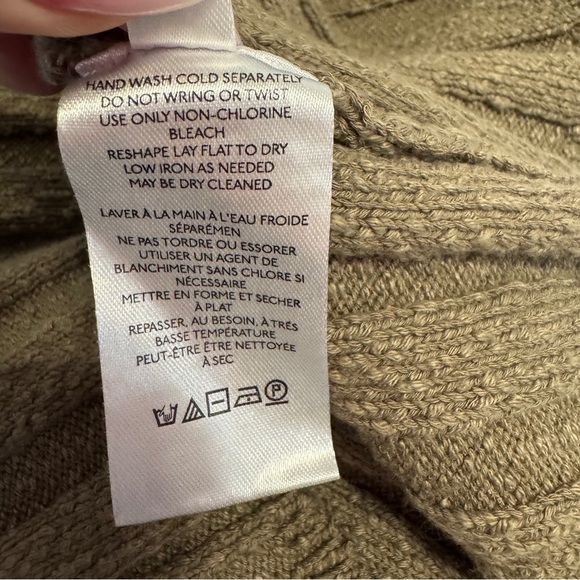 HAND WASH COLD SEPARATELY
DO NOT WRING OR TWIST
USE ONLY NON-CHLORINE
BLEACH
RESHAPE LAY FLAT TO DRY
LOW IRON AS NEEDED
MAY BE DRY CLEANED
LAVER À LA MAIN À L'EAU FROIDE
SÉPARÉMEN
NE PAS TORDRE OU ESSORER
UTILISER UN AGENT DE
BLANCHIMENT SANS CHLORE SI
NÉCESSAIRE
METTRE EN FORME ET SECHER
À PLAT
REPASSER, AU BESOIN, À TRÉS
BASSE TEMPÉRATURE
PEUT-ÊTRE ÊTRE NETTOYÉE
À SEC
P